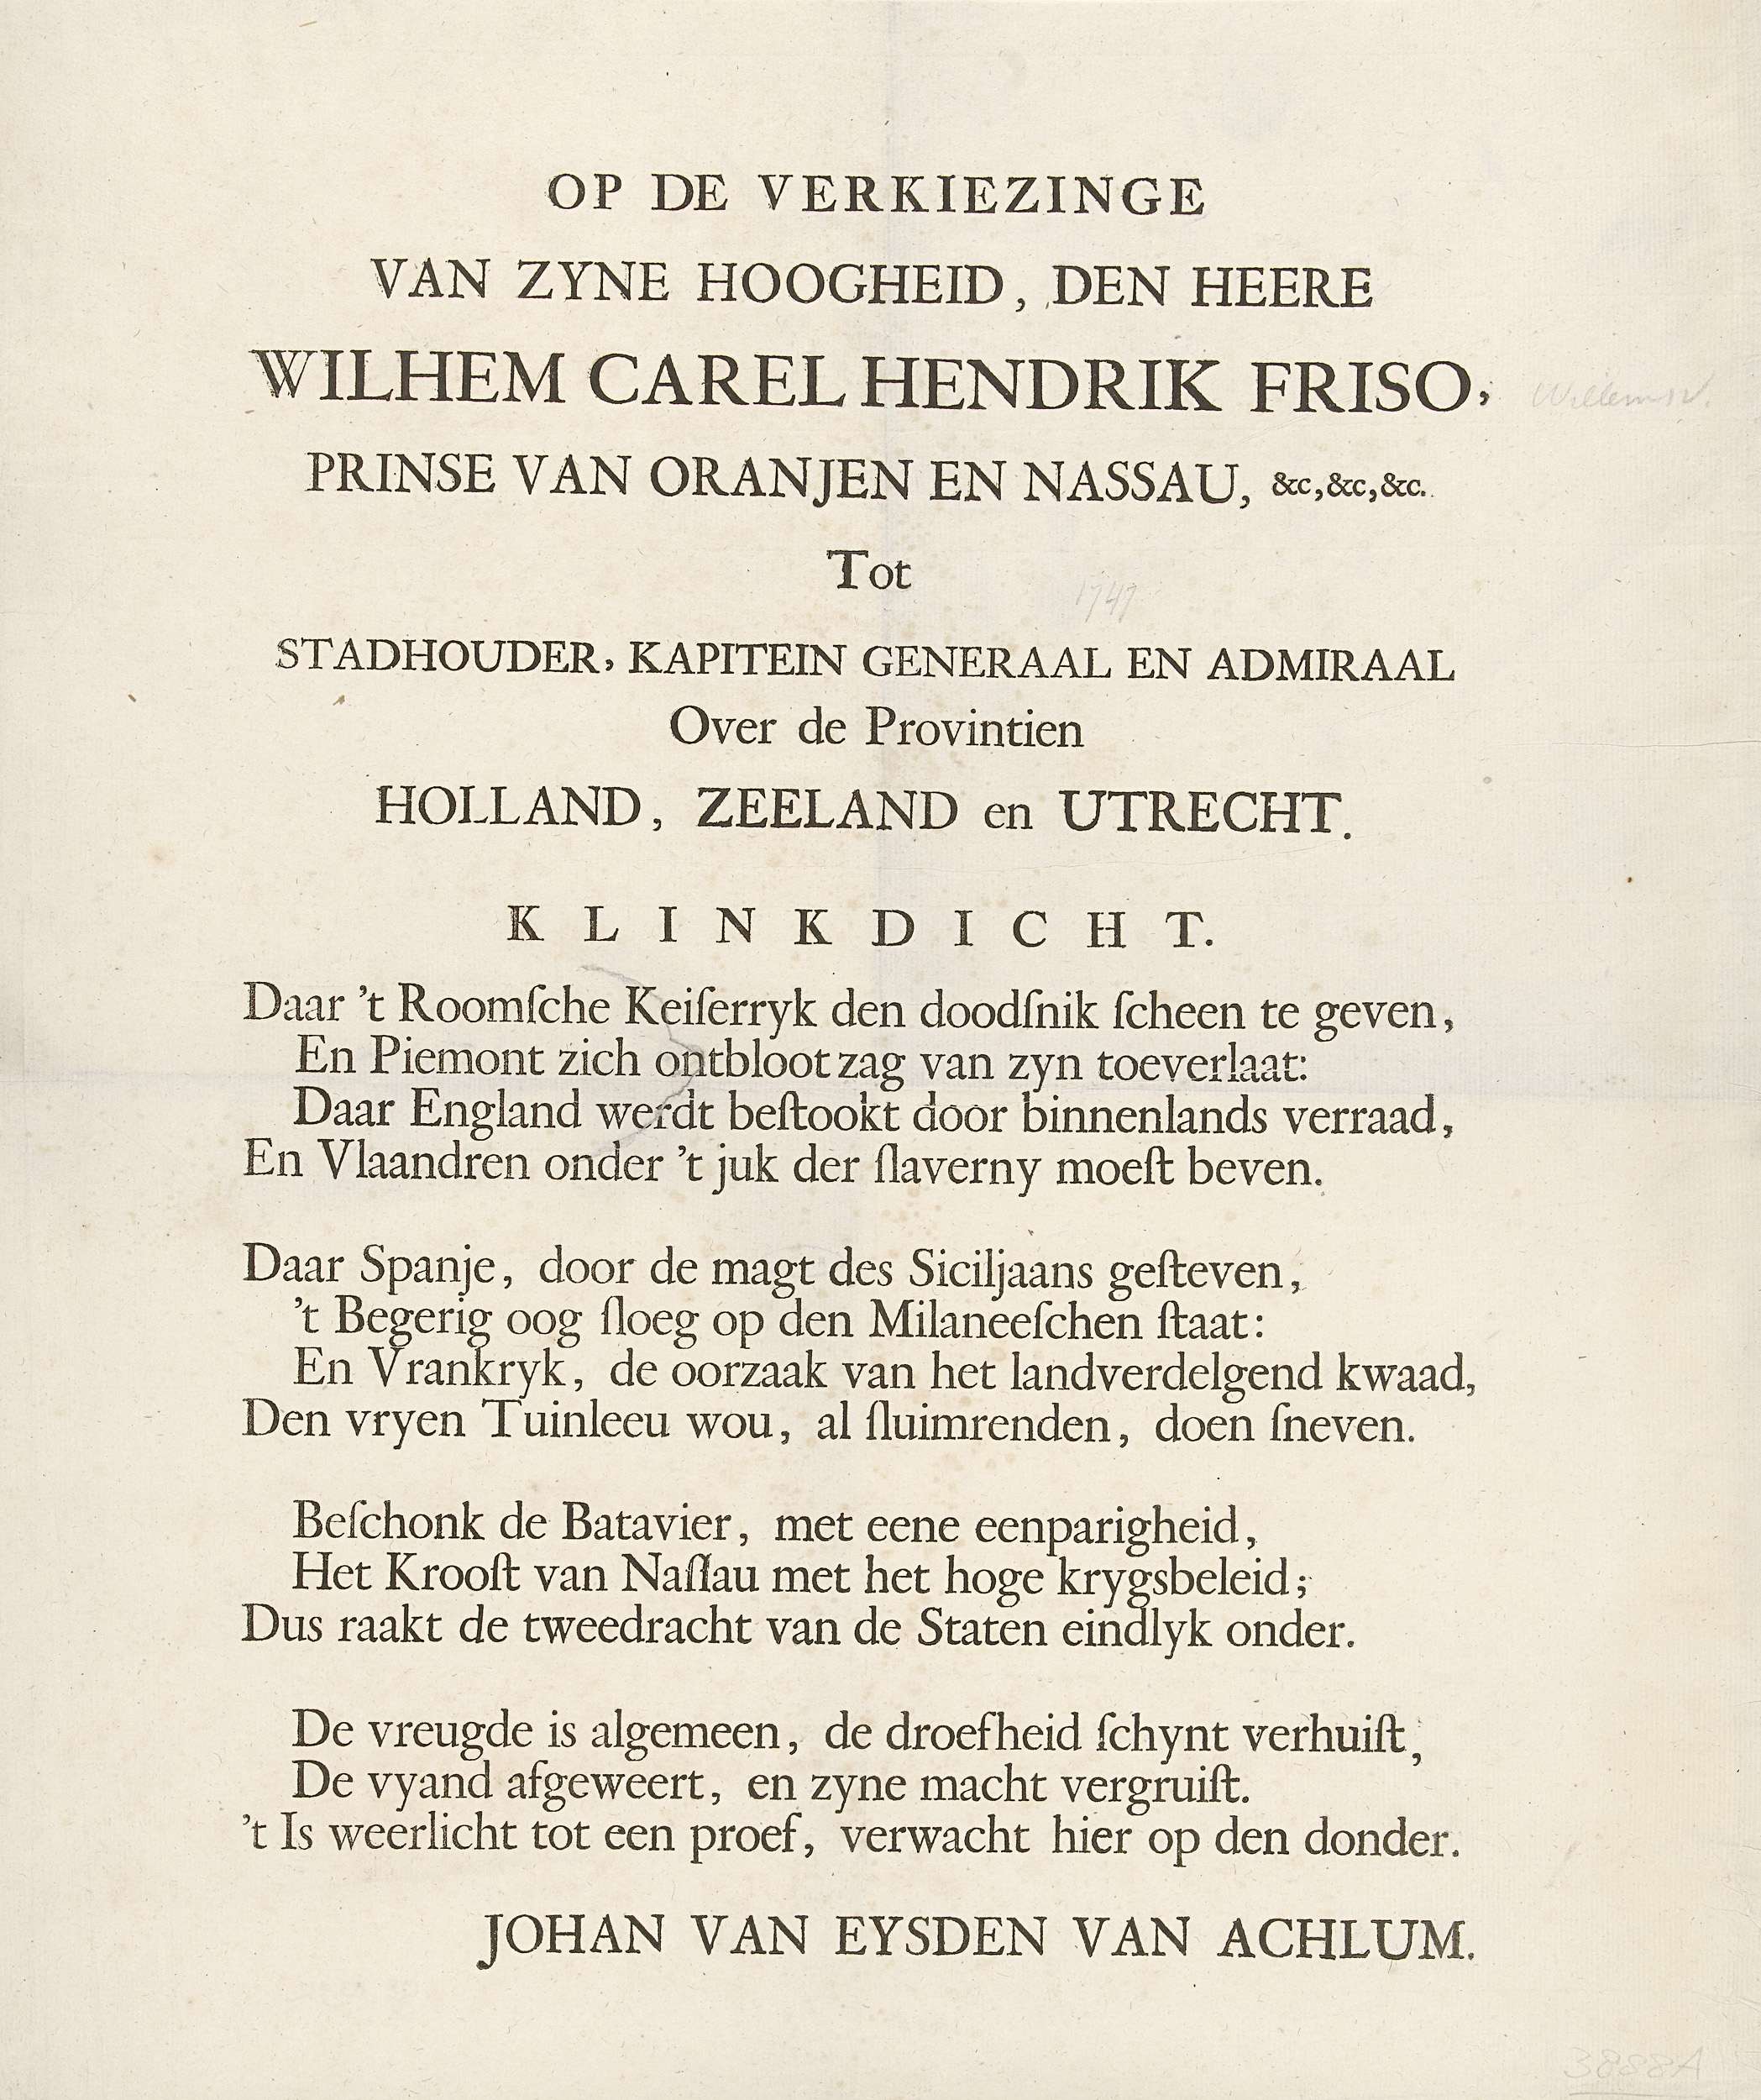 OP DE VERKIEZINGE
VAN ZYNE HOOGHEID, DEN HEERE
WILHEM CAREL HENDRIK FRISO,
Willem IV.
PRINSE VAN ORANJEN EN NASSAU, &c, &c, &c.
Tot
1747
STADHOUDER, KAPITEIN GENERAAL EN ADMIRAAL
Over de Provintien
HOLLAND, ZEELAND en UTRECHT.
KLINKDICHT.
Daar 't Roomſche Keiſerryk den doodſnik ſcheen te geven,
En Piemont zich ontbloot zag van zyn toeverlaat:
Daar England werdt beſtookt door binnenlands verraad,
En Vlaandren onder 't juk der ſlaverny moeſt beven.
Daar Spanje, door de magt des Siciljaans geſteven,
't Begerig oog ſloeg op den Milaneeſchen ſtaat:
En Vrankryk, de oorzaak van het landverdelgend kwaad,
Den vryen Tuinleeu wou, al ſluimrenden, doen ſneven.
Beſchonk de Batavier, met eene eenparigheid,
Het Krooſt van Naſſau met het hoge krygsbeleid;
Dus raakt de tweedracht van de Staten eindlyk onder.
De vreugde is algemeen, de droefheid ſchynt verhuiſt,
De vyand afgeweert, en zyne macht vergruiſt.
't Is weerlicht tot een proef, verwacht hier op den donder.
JOHAN VAN EYSDEN VAN ACHLUM.
3888A